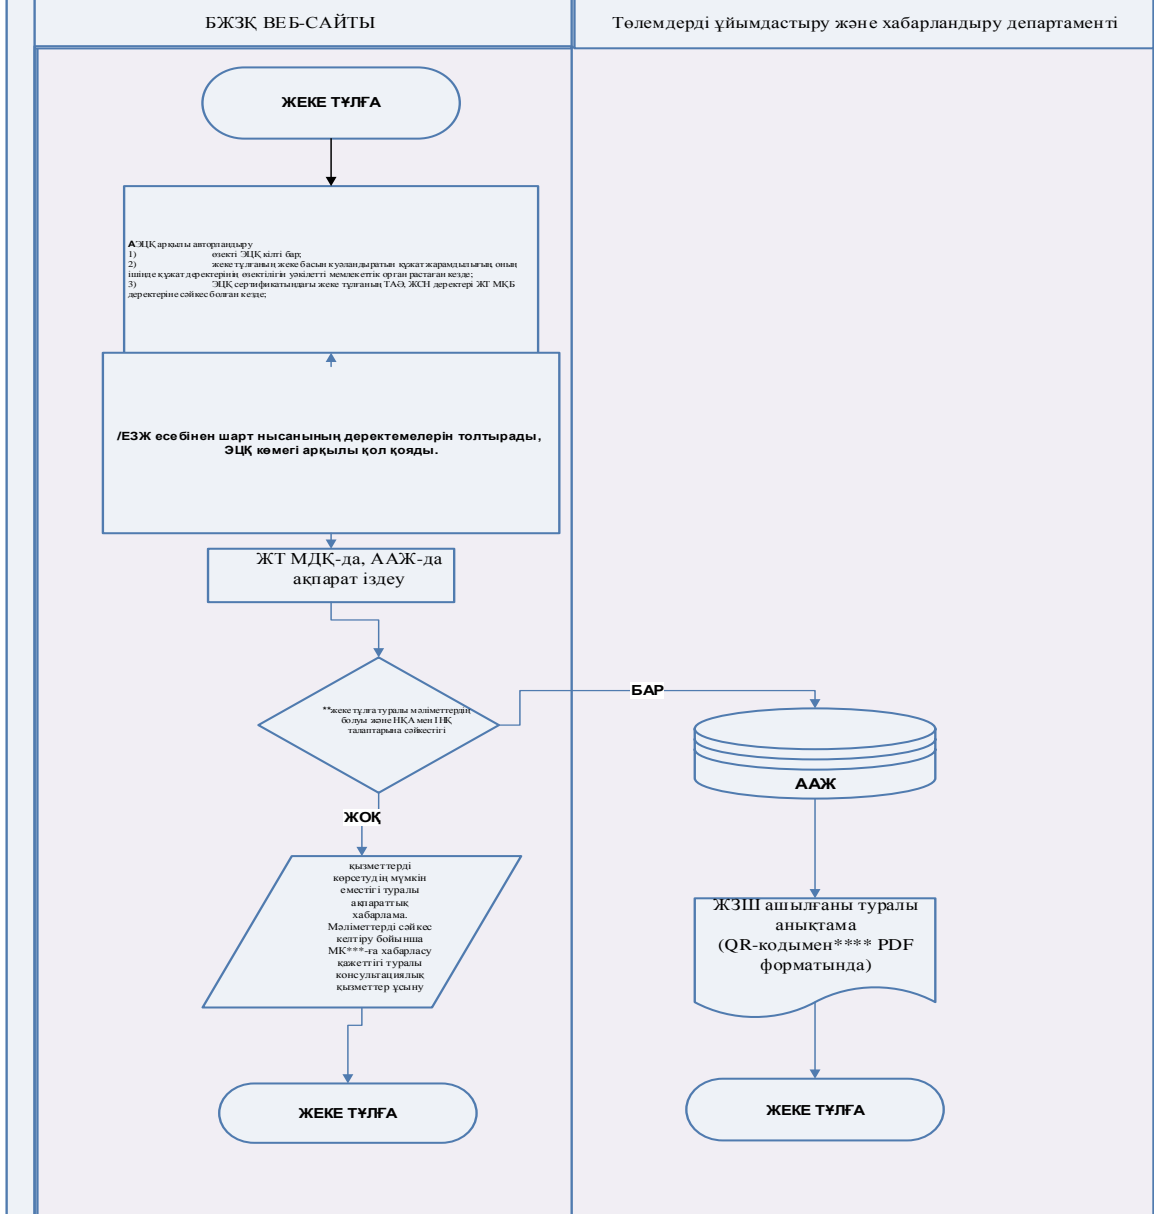 БЖЗҚ ВЕБ-САЙТЫ
Төлемдерді ұйымдастыру және хабарландыру департаменті
ЖЕКЕ ТҰЛҒА
АЭЦҚ арқылы авторландыру
1) өзекті ЭЦҚ кілті бар;
2) жеке тұлғаның жеке басын куәландыратын құжат жарамдылығың оның
ішінде құжат деректерінің өзектілігін уәкілетті мемлекеттік орган растаған кезде;
3) ЭЦҚ сертификатындағы жеке тұлғаның ТАӘ, ЖСН деректері ЖТ МҚБ
деректеріне сәйкес болған кезде;
/ЕЗЖ есебінен шарт нысанының деректемелерін толтырады,
ЭЦҚ көмегі арқылы қол қояды.
ЖТ МДҚ-да, ААЖ-да
ақпарат іздеу
**жеке тұлға туралы мәліметтердің
болуы және НҚА мен ІНҚ
талаптарына сәйкестігі
БАР
ЖОҚ
ААЖ
қызметтерді
көрсетудің мүмкін
еместігі туралы
ақпараттық
хабарлама.
Мәліметтерді сәйкес
келтіру бойынша
МК***-ға хабарласу
қажеттігі туралы
консультациялық
қызметтер ұсыну
ЖЗШ ашылғаны туралы
анықтама
(QR-кодымен**** PDF
форматында)
ЖЕКЕ ТҰЛҒА
ЖЕКЕ ТҰЛҒА